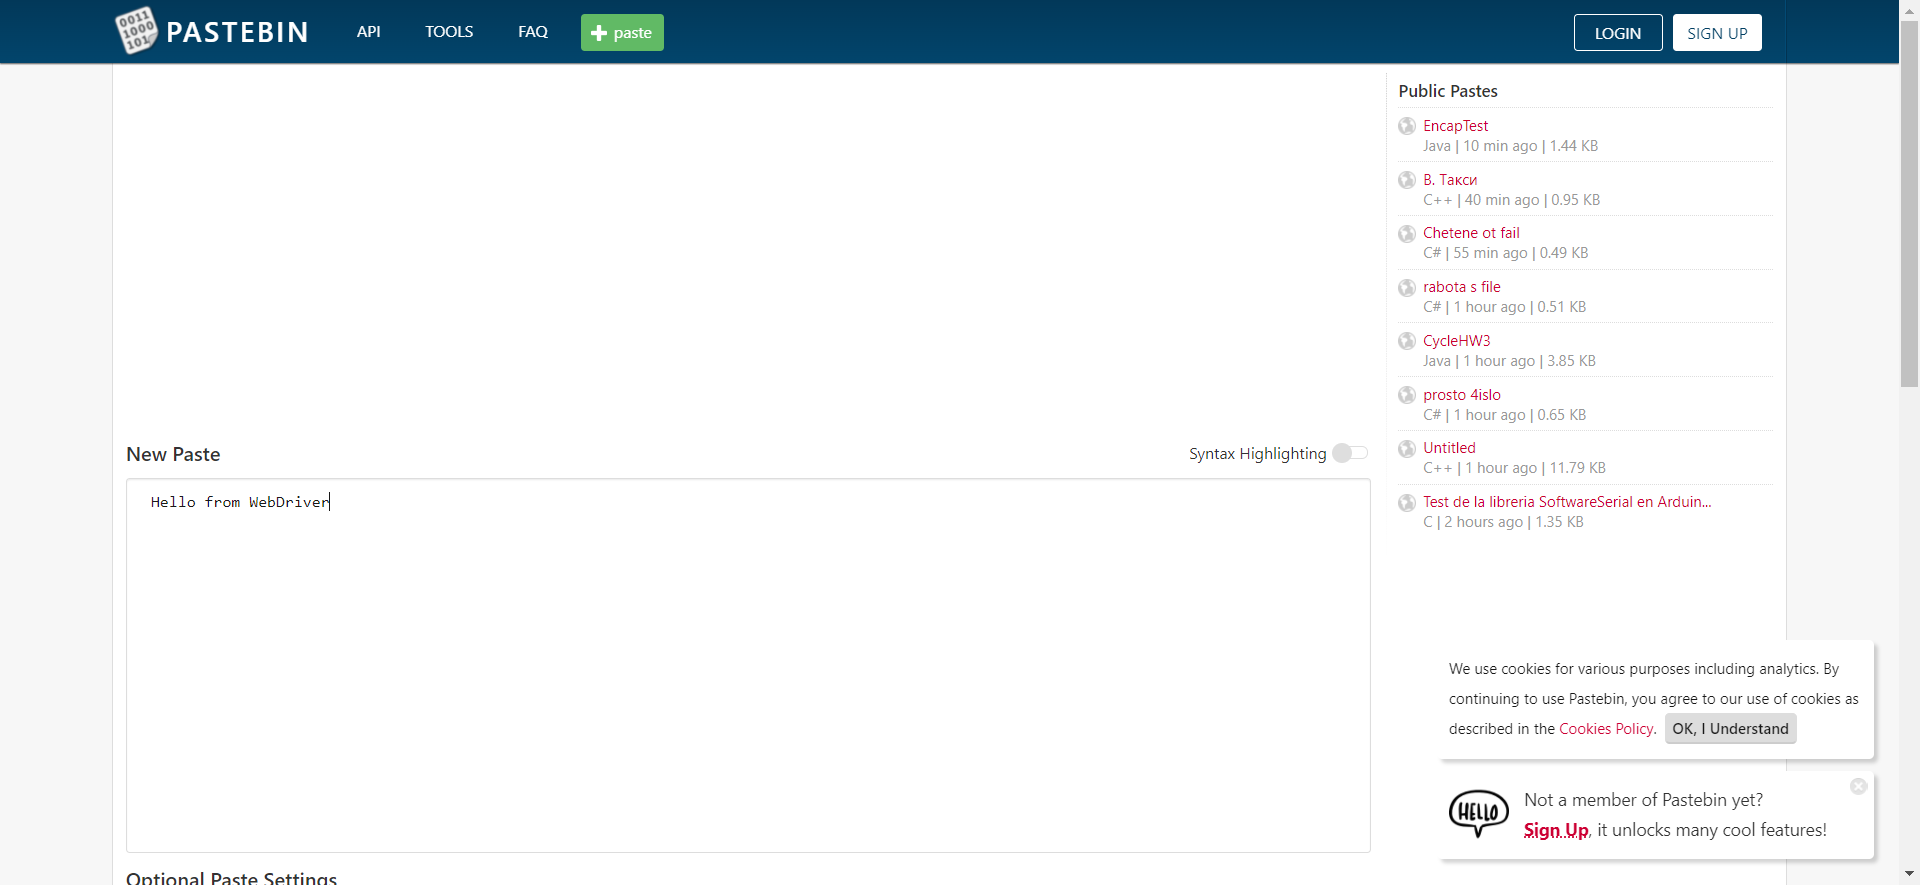 0011
1000
101
PASTEBIN
API
TOOLS
FAQ
paste
LOGIN
SIGN UP
Public Pastes
EncapTest
Java | 10 min ago | 1.44 KB
В. Такси
C++ | 40 min ago | 0.95 KB
Chetene ot fail
C# | 55 min ago | 0.49 KB
rabota s file
C# | 1 hour ago | 0.51 KB
CycleHW3
Java | 1 hour ago | 3.85 KB
prosto 4islo
C# | 1 hour ago | 0.65 KB
Untitled
C++ | 1 hour ago | 11.79 KB
Test de la libreria SoftwareSerial en Arduin...
C | 2 hours ago | 1.35 KB
New Paste
Syntax Highlighting
Hello from WebDriver
Optional Paste Settings
We use cookies for various purposes including analytics. By
continuing to use Pastebin, you agree to our use of cookies as
described in the Cookies Policy. OK, I Understand
HELLO
Not a member of Pastebin yet?
Sign Up, it unlocks many cool features!